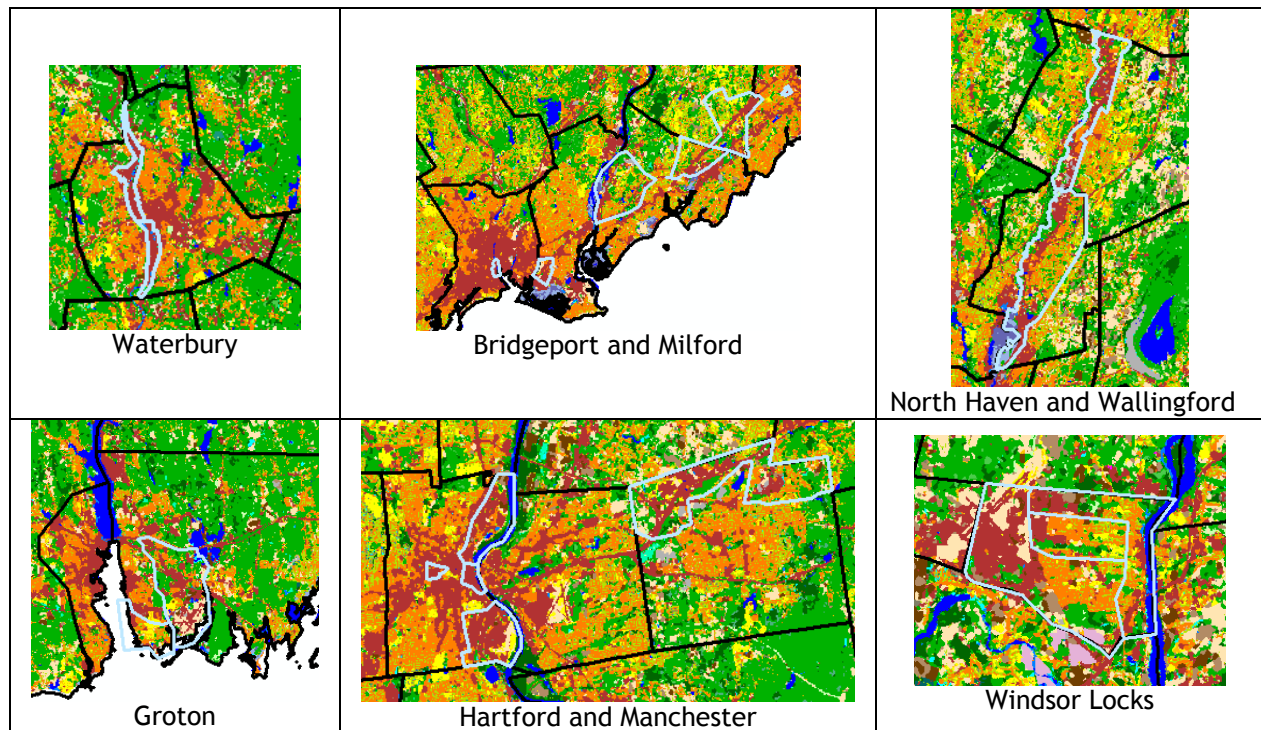 Waterbury
Bridgeport and Milford
North Haven and Wallingford
Groton
Hartford and Manchester
Windsor Locks